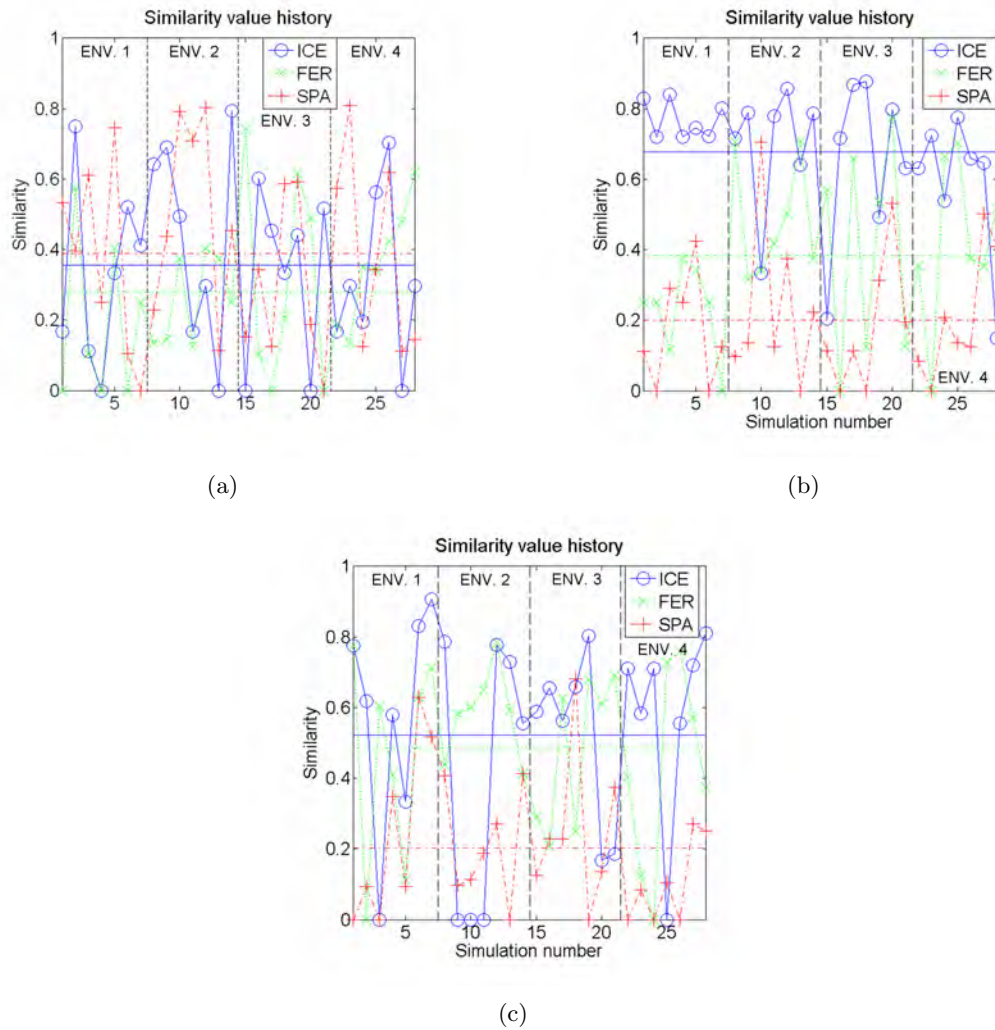 Similarity value history
1
ENV. 1
ENV. 2
ICE
FER
SPA
ENV. 4
ENV. 3
0.8
0.6
0.4
0.2
0
Similarity
5
10
15
20
25
(a)
Similarity value history
1
ENV. 1
ENV. 2
ENV. 3
ICE
FER
SPA
0.8
0.6
0.4
0.2
0
Similarity
ENV. 4
5
10
15
20
25
Simulation number
(b)
Similarity value history
1
ENV. 1
ENV. 2
ENV. 3
ICE
FER
SPA
ENV. 4
0.8
0.6
0.4
0.2
0
Similarity
5
10
15
20
25
Simulation number
(c)